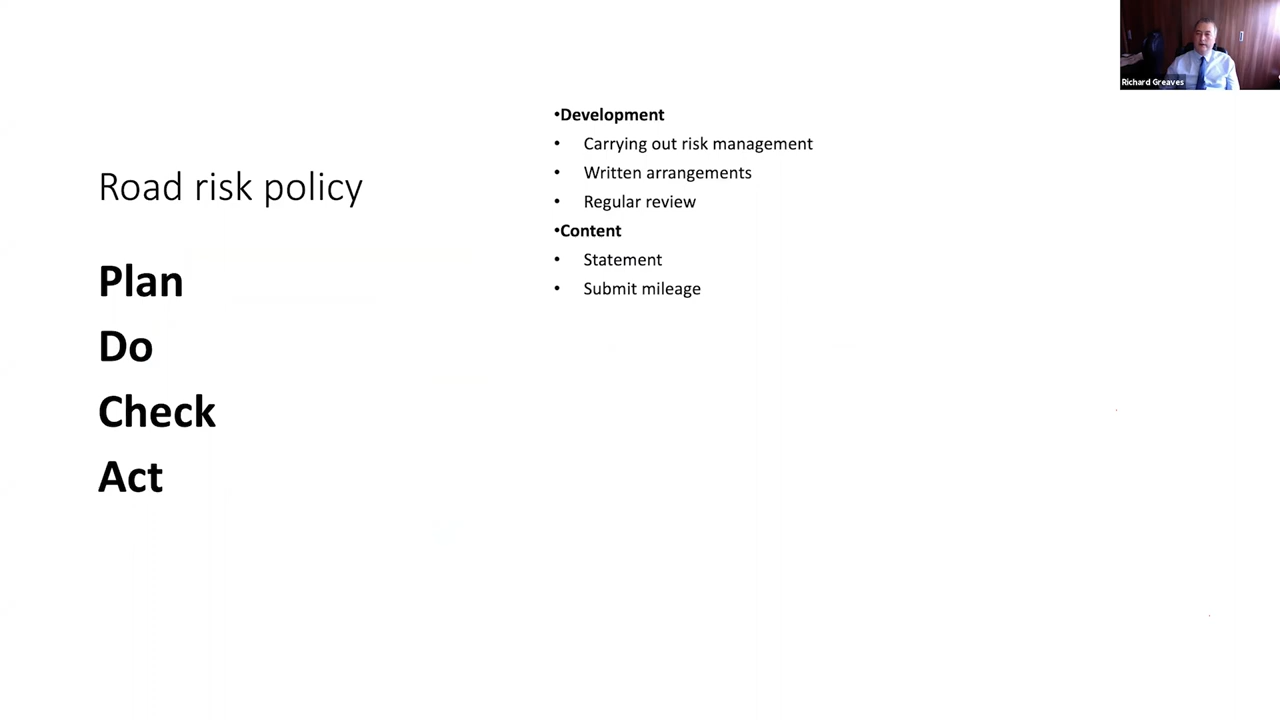 Richard Greaves
Road risk policy
Plan
Do
Check
Act
•Development
• Carrying out risk management
• Written arrangements
• Regular review
•Content
• Statement
• Submit mileage